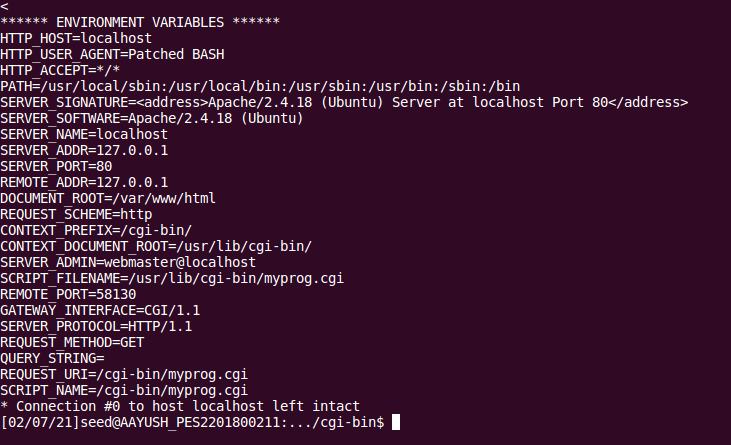 <
****** ENVIRONMENT VARIABLES ******
HTTP_HOST=localhost
HTTP_USER_AGENT=Patched BASH
HTTP_ACCEPT=*/*
PATH=/usr/local/sbin:/usr/local/bin:/usr/sbin:/usr/bin:/sbin:/bin
SERVER_SIGNATURE=<address>Apache/2.4.18 (Ubuntu) Server at localhost Port 80</address>
SERVER_SOFTWARE=Apache/2.4.18 (Ubuntu)
SERVER_NAME=localhost
SERVER_ADDR=127.0.0.1
SERVER_PORT=80
REMOTE_ADDR=127.0.0.1
DOCUMENT_ROOT=/var/www/html
REQUEST_SCHEME=http
CONTEXT_PREFIX=/cgi-bin/
CONTEXT_DOCUMENT_ROOT=/usr/lib/cgi-bin/
SERVER_ADMIN=webmaster@localhost
SCRIPT_FILENAME=/usr/lib/cgi-bin/myprog.cgi
REMOTE_PORT=58130
GATEWAY_INTERFACE=CGI/1.1
SERVER_PROTOCOL=HTTP/1.1
REQUEST_METHOD=GET
QUERY_STRING=
REQUEST_URI=/cgi-bin/myprog.cgi
SCRIPT_NAME=/cgi-bin/myprog.cgi
* Connection #0 to host localhost left intact
[02/07/21]seed@AAYUSH_PES2201800211:.../cgi-bin$